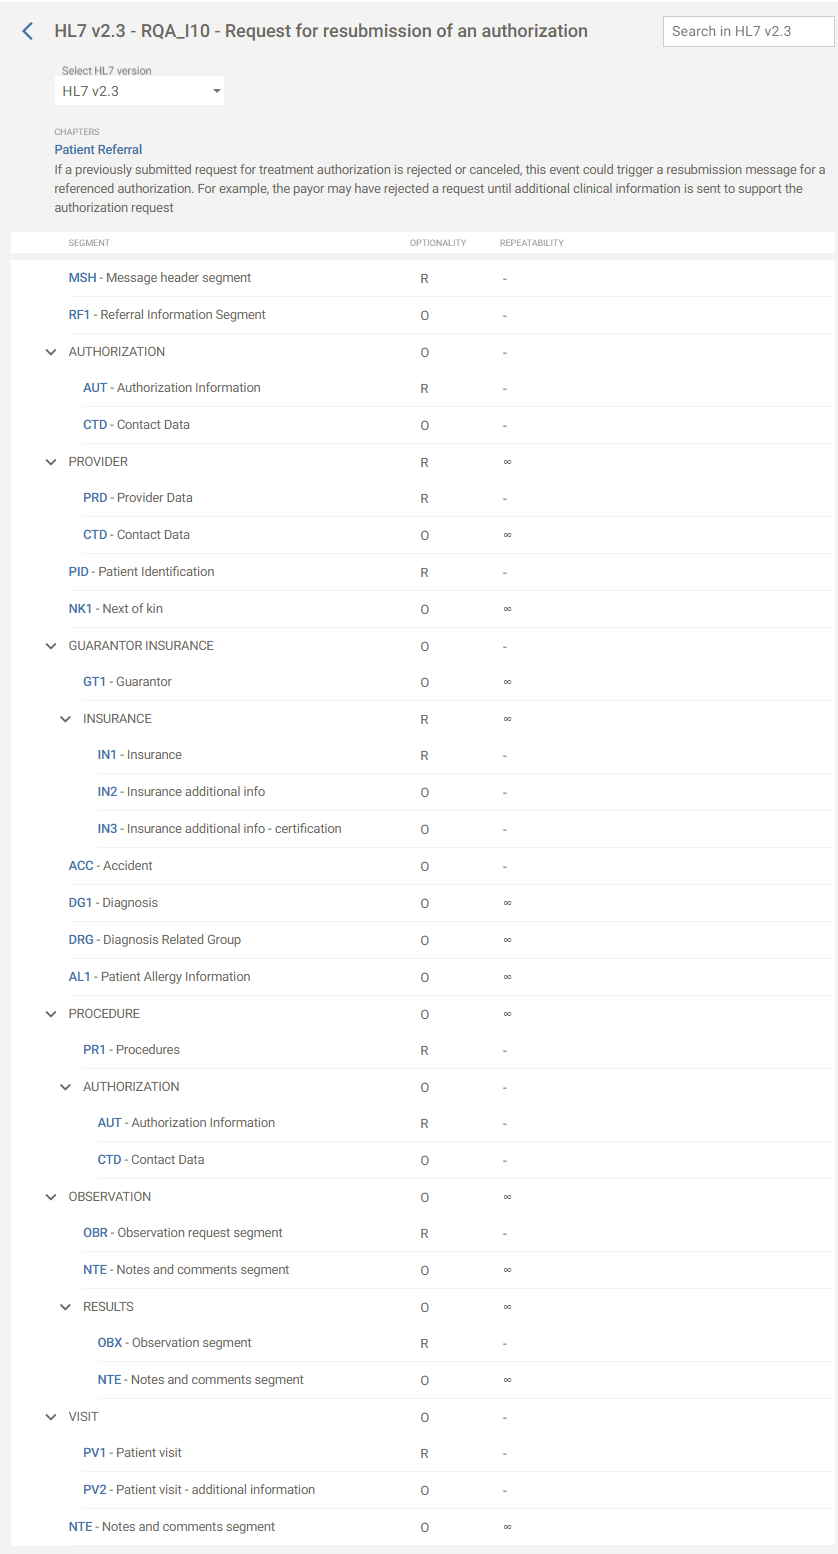 HL7 v2.3 - RQA_I10 - Request for resubmission of an authorization
Search in HL7 v2.3
Select HL7 version
HL7 v2.3
CHAPTERS
Patient Referral
If a previously submitted request for treatment authorization is rejected or canceled, this event could trigger a resubmission message for a
referenced authorization. For example, the payor may have rejected a request until additional clinical information is sent to support the
authorization request
SEGMENT OPTIONALITY REPEATABILITY
MSH - Message header segment R -
RF1 - Referral Information Segment O -
AUTHORIZATION O -
AUT - Authorization Information R -
CTD - Contact Data O -
PROVIDER R ∞
PRD - Provider Data R -
CTD - Contact Data O ∞
PID - Patient Identification R -
NK1 - Next of kin O ∞
GUARANTOR INSURANCE O -
GT1 - Guarantor O ∞
INSURANCE R ∞
IN1 - Insurance R -
IN2 - Insurance additional info O -
IN3 - Insurance additional info - certification O -
ACC - Accident O -
DG1 - Diagnosis O ∞
DRG - Diagnosis Related Group O ∞
AL1 - Patient Allergy Information O ∞
PROCEDURE O ∞
PR1 - Procedures R -
AUTHORIZATION O -
AUT - Authorization Information R -
CTD - Contact Data O -
OBSERVATION O ∞
OBR - Observation request segment R -
NTE - Notes and comments segment O ∞
RESULTS O ∞
OBX - Observation segment R -
NTE - Notes and comments segment O ∞
VISIT O -
PV1 - Patient visit R -
PV2 - Patient visit - additional information O -
NTE - Notes and comments segment O ∞